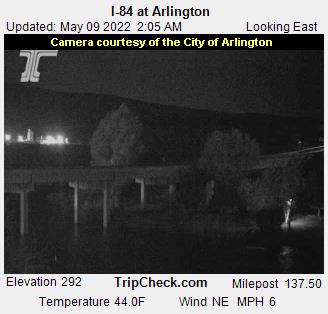 I-84 at Arlington
Updated: May 09 2022 2:05 AM Looking East
Camera courtesy of the City of Arlington
Elevation 292 TripCheck.com Milepost 137.50
Temperature 44.0F Wind NE MPH 6